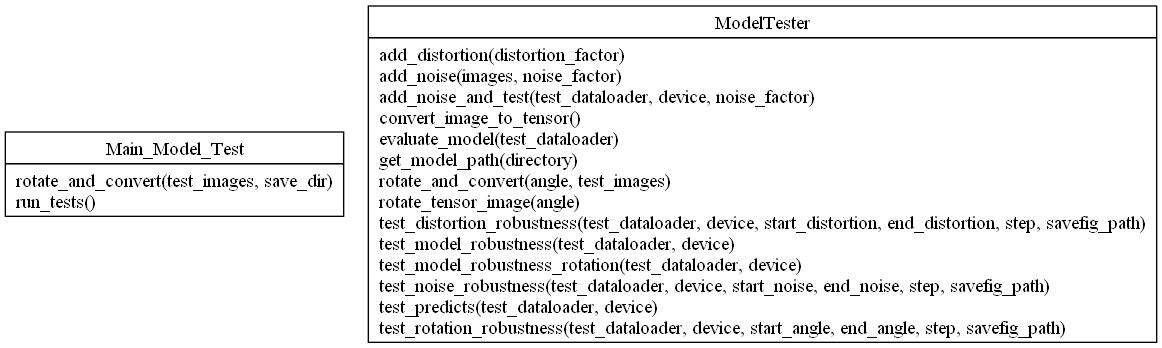 Main_Model_Test
rotate_and_convert(test_images, save_dir)
run_tests()
ModelTester
add_distortion(distortion_factor)
add_noise(images, noise_factor)
add_noise_and_test(test_dataloader, device, noise_factor)
convert_image_to_tensor()
evaluate_model(test_dataloader)
get_model_path(directory)
rotate_and_convert(angle, test_images)
rotate_tensor_image(angle)
test_distortion_robustness(test_dataloader, device, start_distortion, end_distortion, step, savefig_path)
test_model_robustness(test_dataloader, device)
test_model_robustness_rotation(test_dataloader, device)
test_noise_robustness(test_dataloader, device, start_noise, end_noise, step, savefig_path)
test_predicts(test_dataloader, device)
test_rotation_robustness(test_dataloader, device, start_angle, end_angle, step, savefig_path)